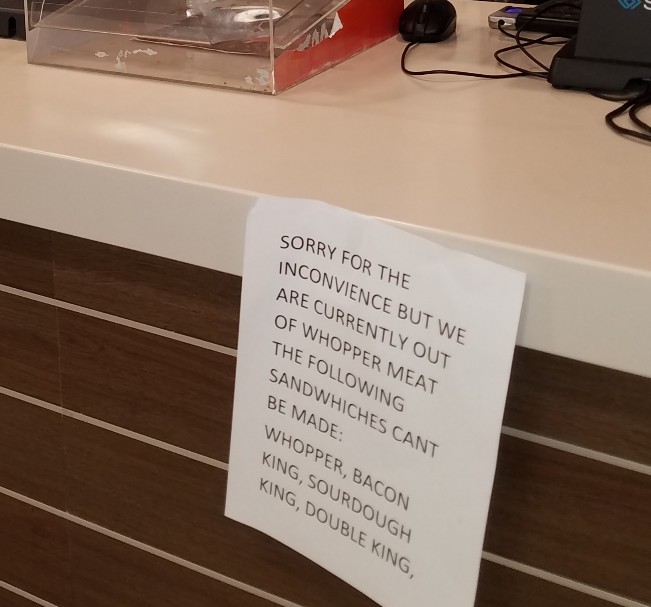 SORRY FOR THE
INCONVIENCE BUT WE
ARE CURRENTLY OUT
OF WHOPPER MEAT
THE FOLLOWING
SANDWHICHES CANT
BE MADE:
WHOPPER, BACON
KING, SOURDOUGH
KING, DOUBLE KING,